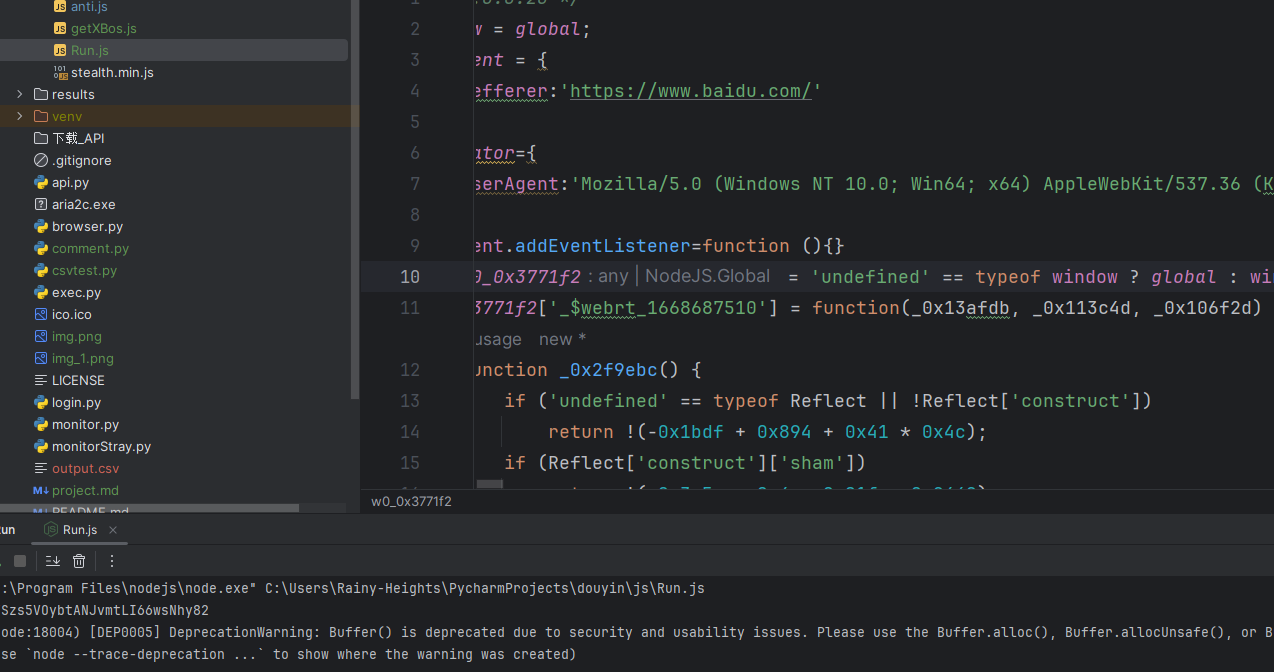 anti.js
getXBos.js
Run.js
stealth.min.js
results
venv
下载_API
.gitignore
api.py
aria2c.exe
browser.py
comment.py
csvtest.py
exec.py
ico.ico
img.png
img_1.png
LICENSE
login.py
monitor.py
monitorStray.py
output.csv
project.md
README.md
2 w = global;
3 ent = {
4 efferer:'https://www.baidu.com/'
5
6 ator={
7 serAgent:'Mozilla/5.0 (Windows NT 10.0; Win64; x64) AppleWebKit/537.36 (K
8
9 ent.addEventListener=function (){}
10 0_0x3771f2 : any | NodeJS.Global = 'undefined' == typeof window ? global : wi
11 3771f2['_$webrt_1668687510'] = function(_0x13afdb, _0x113c4d, _0x106f2d)
usage new *
12 unction _0x2f9ebc() {
13 if ('undefined' == typeof Reflect || !Reflect['construct'])
14 return !(-0x1bdf + 0x894 + 0x41 * 0x4c);
15 if (Reflect['construct']['sham'])
w0_0x3771f2
un Run.js
:\Program Files\nodejs\node.exe" C:\Users\Rainy-Heights\PycharmProjects\douyin\js\Run.js
Szs5VOybtANJvmtLI66wsNhy82
ode:18004) [DEP0005] DeprecationWarning: Buffer() is deprecated due to security and usability issues. Please use the Buffer.alloc(), Buffer.allocUnsafe(), or B
se `node --trace-deprecation ...` to show where the warning was created)